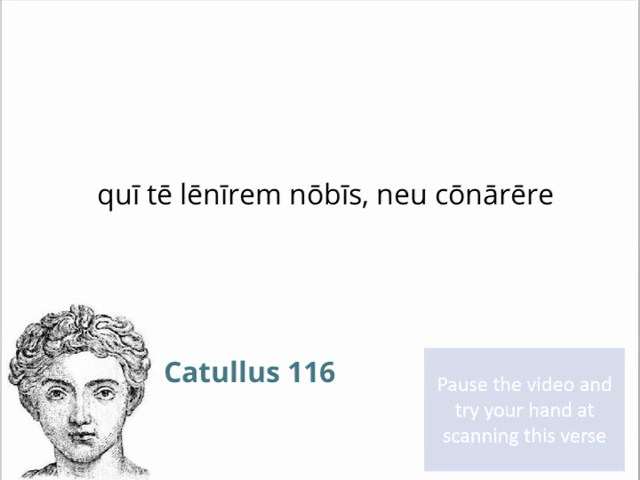 quī tē lēnīrem nōbīs, neu cōnārēre
Catullus 116
Pause the video and
try your hand at
scanning this verse